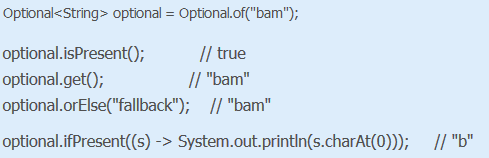 Optional<String> optional = Optional.of("bam");
optional.isPresent();           // true
optional.get();                 // "bam"
optional.orElse("fallback");    // "bam"
optional.ifPresent((s) -> System.out.println(s.charAt(0)));     // "b"